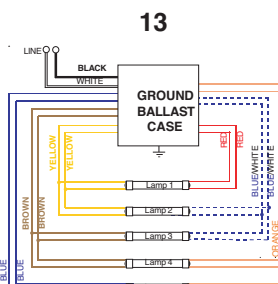 13
LINE
BLACK
WHITE
GROUND
BALLAST
CASE
YELLOW
YELLOW
RED
RED
BLUE/WHITE
BLUE/WHITE
Lamp 1
Lamp 2
BROWN
BROWN
Lamp 3
ORANGE
Lamp 4
BLUE
BLUE